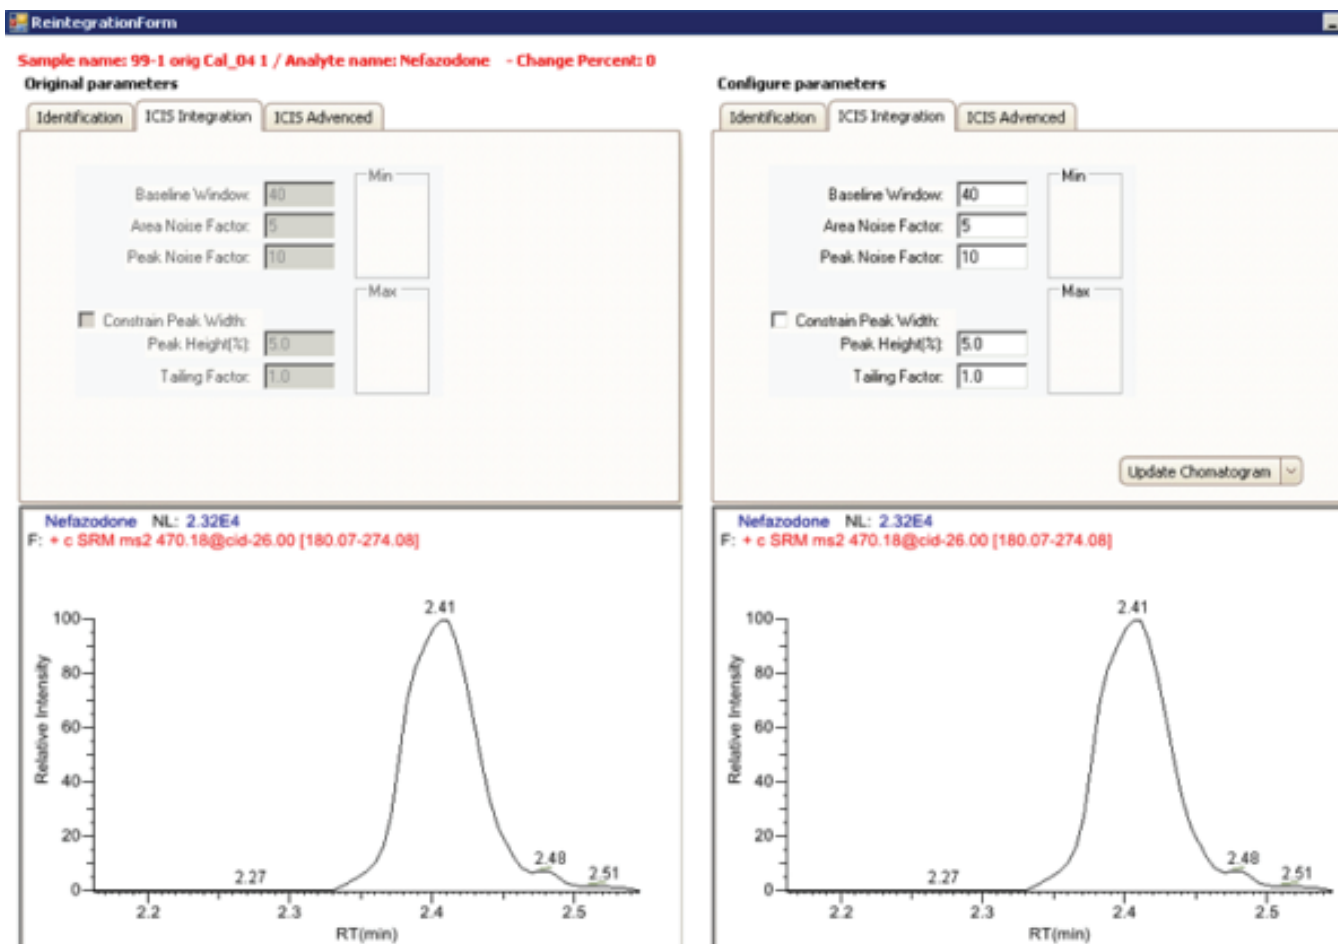 ReintegrationForm
Sample name: 99-1 orig Cal_04 1 / Analyte name: Nefazodone - Change Percent: 0
Original parameters
Identification ICIS Integration ICIS Advenced
Baseline Window: 40
Area Noise Factor: 5
Peak Noise Factor: 10
Min
Max
Constrain Peak Width:
Peak Height(%): 5.0
Tailing Factor: 1.0
Configure parameters
Identification ICIS Integration ICIS Advenced
Baseline Window: 40
Area Noise Factor: 5
Peak Noise Factor: 10
Min
Max
Constrain Peak Width:
Peak Height(%): 5.0
Tailing Factor: 1.0
Update Chomatogram
Nefazodone NL: 2.32E4
F: + c SRM ms2 470.18@cid-26.00 [180.07-274.08]
2.41
100
80
60
40
20
0
Relative Intensity
2.27
2.48
2.51
2.2 2.3 2.4 2.5
RT(min)
Nefazodone NL: 2.32E4
F: + c SRM ms2 470.18@cid-26.00 [180.07-274.08]
2.41
100
80
60
40
20
0
Relative Intensity
2.27
2.48
2.51
2.2 2.3 2.4 2.5
RT(min)